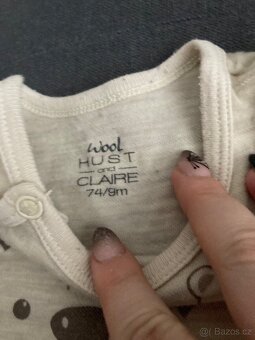 Wool
HUST
and
CLAIRE
74/9m
Bazos.cz